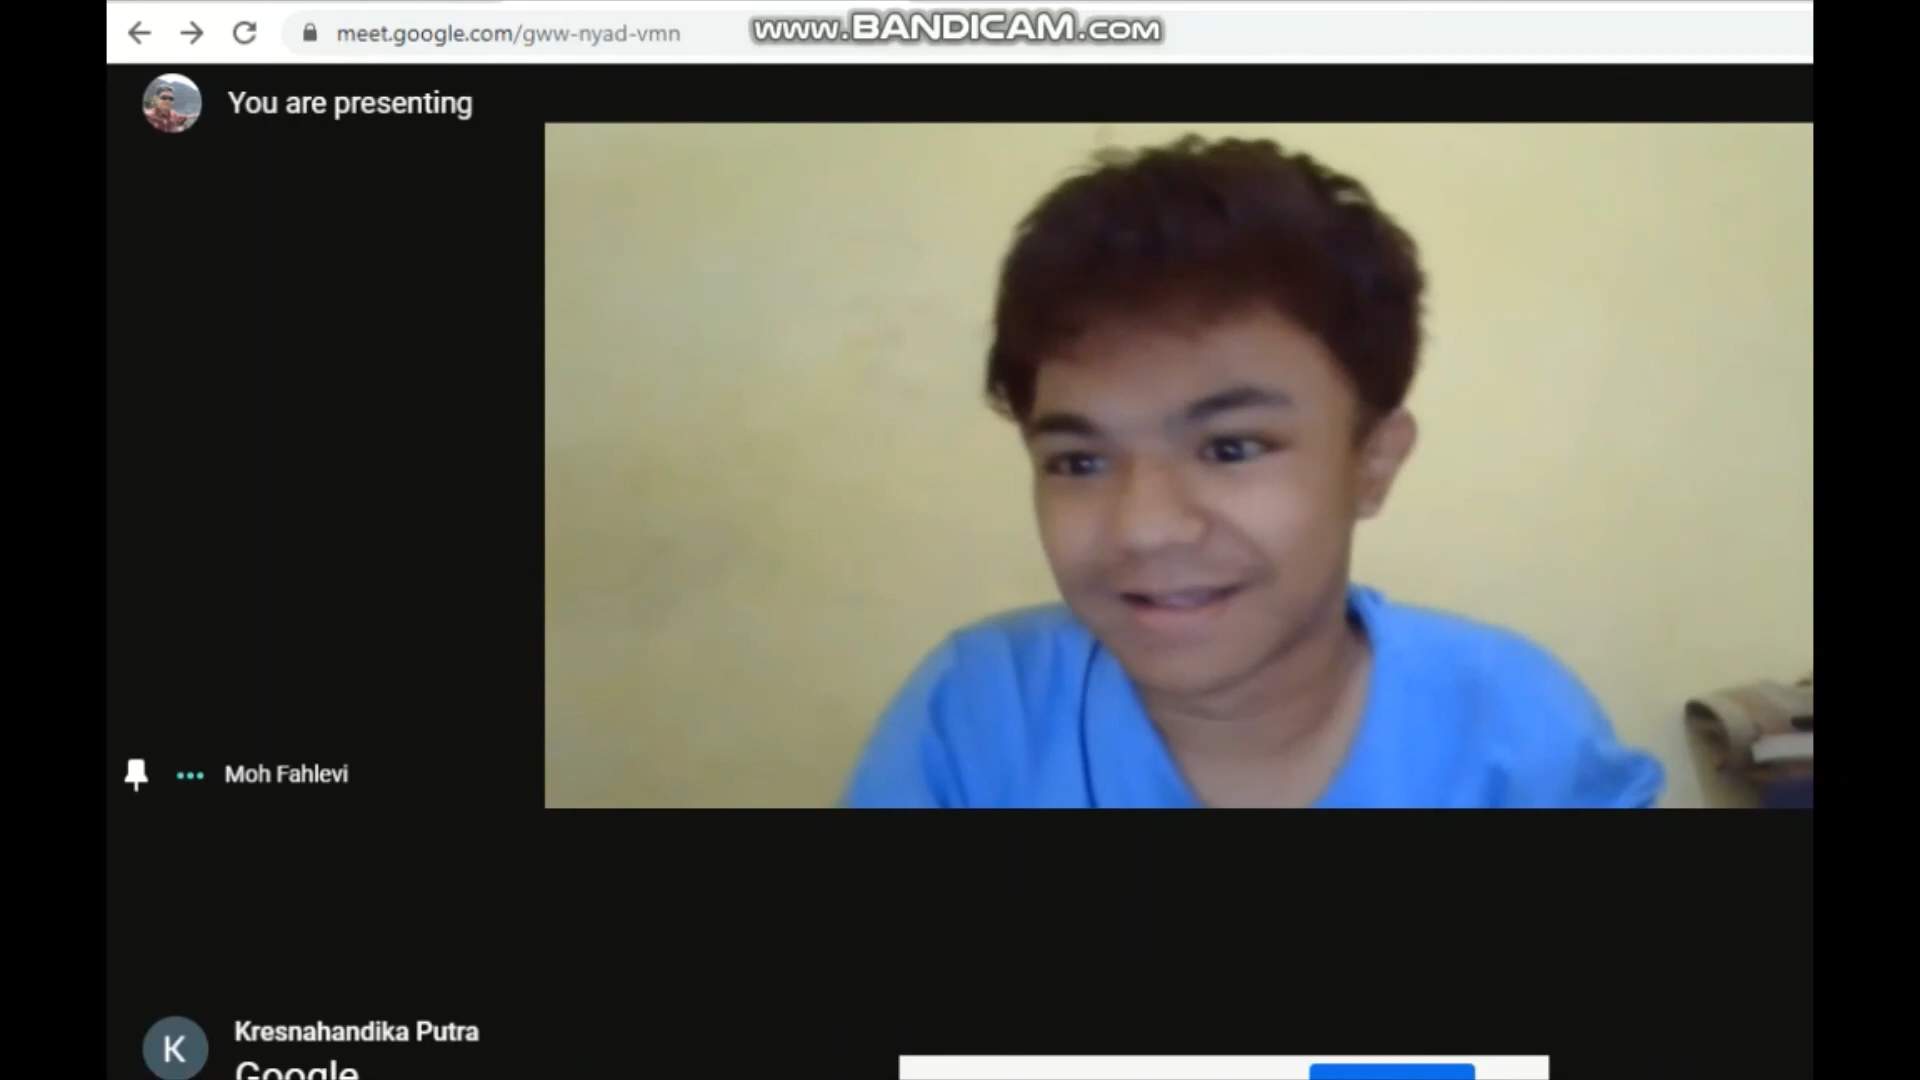 meet.google.com/gww-nyad-vmn
www.BANDICAM.com
You are presenting
Moh Fahlevi
K
Kresnahandika Putra
Google